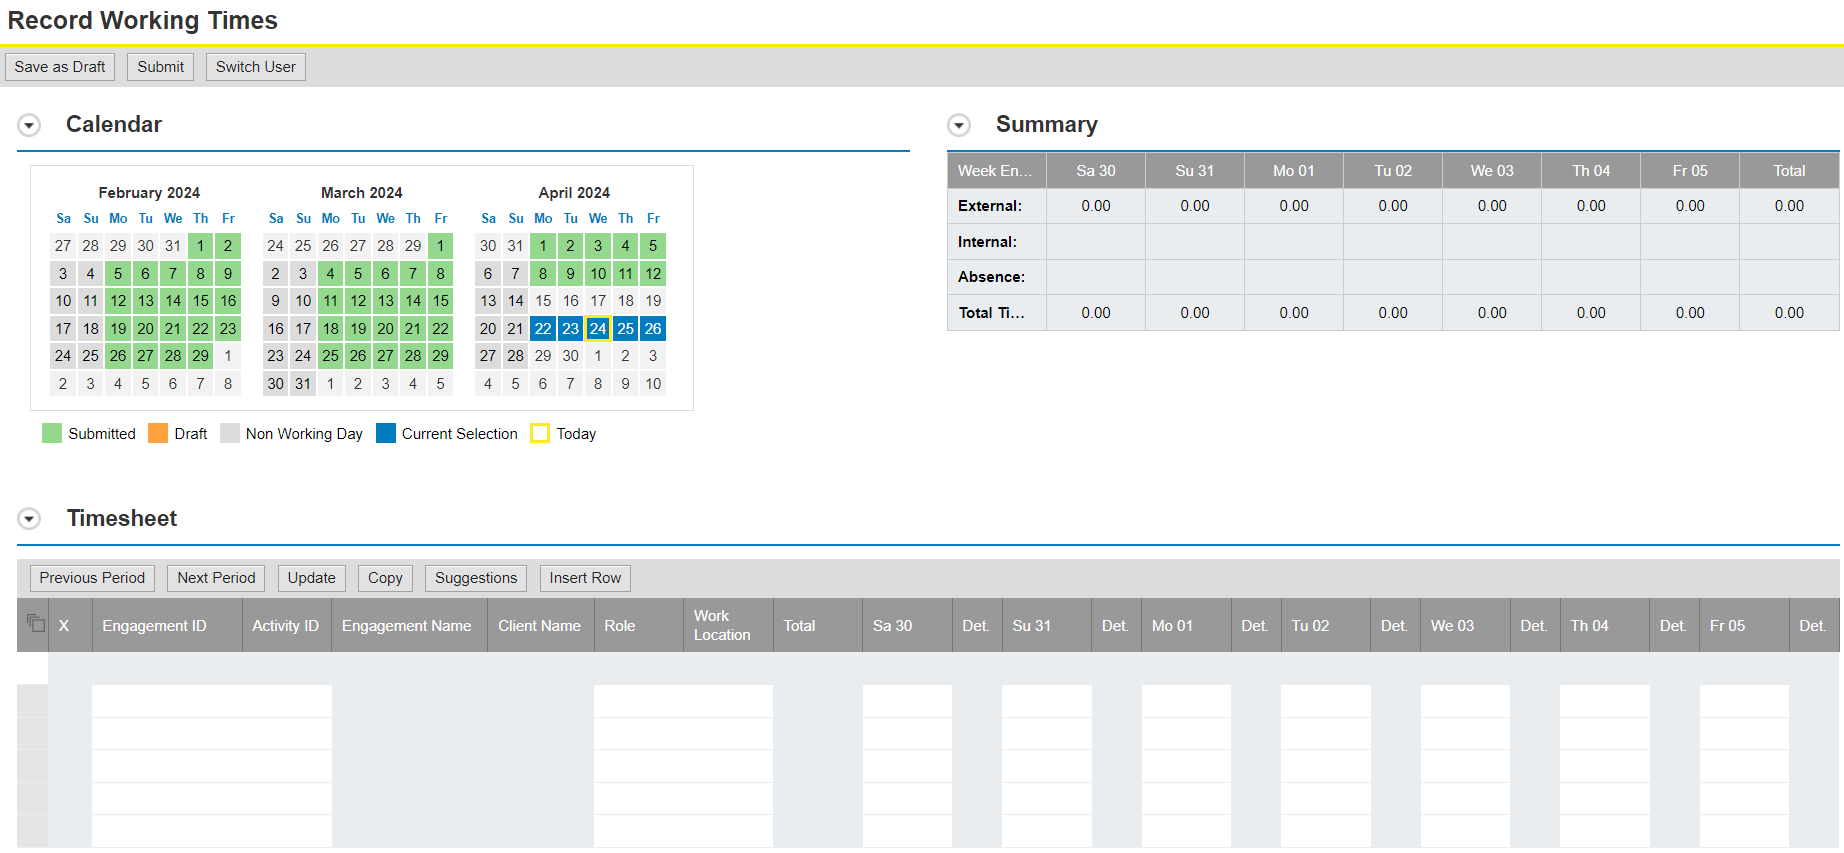 Record Working Times
Save as Draft Submit Switch User
Calendar
February 2024
Sa Su Mo Tu We Th Fr
27 28 29 30 31 1 2
3 4 5 6 7 8 9
10 11 12 13 14 15 16
17 18 19 20 21 22 23
24 25 26 27 28 29 1
2 3 4 5 6 7 8
March 2024
Sa Su Mo Tu We Th Fr
24 25 26 27 28 29 1
2 3 4 5 6 7 8
9 10 11 12 13 14 15
16 17 18 19 20 21 22
23 24 25 26 27 28 29
30 31 1 2 3 4 5
April 2024
Sa Su Mo Tu We Th Fr
30 31 1 2 3 4 5
6 7 8 9 10 11 12
13 14 15 16 17 18 19
20 21 22 23 24 25 26
27 28 29 30 1 2 3
4 5 6 7 8 9 10
Submitted Draft Non Working Day Current Selection Today
Summary
Week En... Sa 30 Su 31 Mo 01 Tu 02 We 03 Th 04 Fr 05 Total
External: 0.00 0.00 0.00 0.00 0.00 0.00 0.00 0.00
Internal:
Absence:
Total Ti... 0.00 0.00 0.00 0.00 0.00 0.00 0.00 0.00
Timesheet
Previous Period Next Period Update Copy Suggestions Insert Row
X Engagement ID Activity ID Engagement Name Client Name Role Work Location Total Sa 30 Det. Su 31 Det. Mo 01 Det. Tu 02 Det. We 03 Det. Th 04 Det. Fr 05 Det.